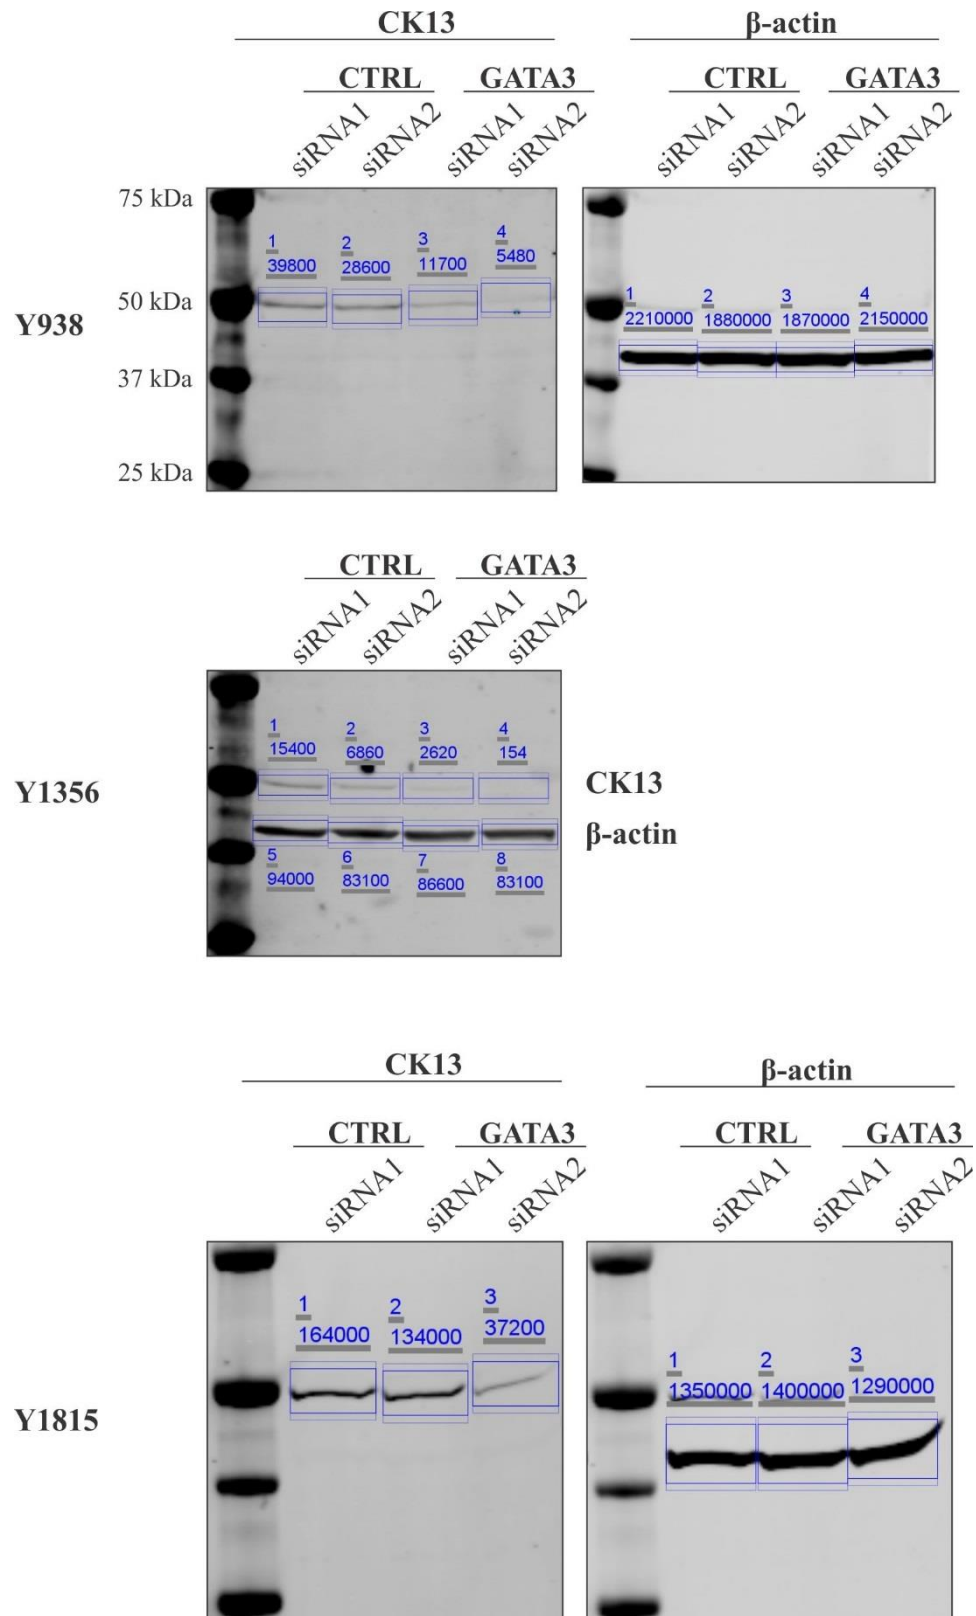 CK13 β-actin
CTRL GATA3 CTRL GATA3
siRNA1 siRNA2 siRNA1 siRNA2 siRNA1 siRNA2 siRNA1 siRNA2
75 kDa
1 2 3 4
39800 28600 11700 5480
50 kDa
1 2 3 4
2210000 1880000 1870000 2150000
Y938
37 kDa
25 kDa
CTRL GATA3
siRNA1 siRNA2 siRNA1 siRNA2
1 2 3 4
15400 6860 2620 154
Y1356
CK13
β-actin
5 6 7 8
94000 83100 86600 83100
CK13 β-actin
CTRL GATA3 CTRL GATA3
siRNA1 siRNA1 siRNA2 siRNA1 siRNA1 siRNA2
1 2 3
164000 134000 37200
1 2 3
1350000 1400000 1290000
Y1815